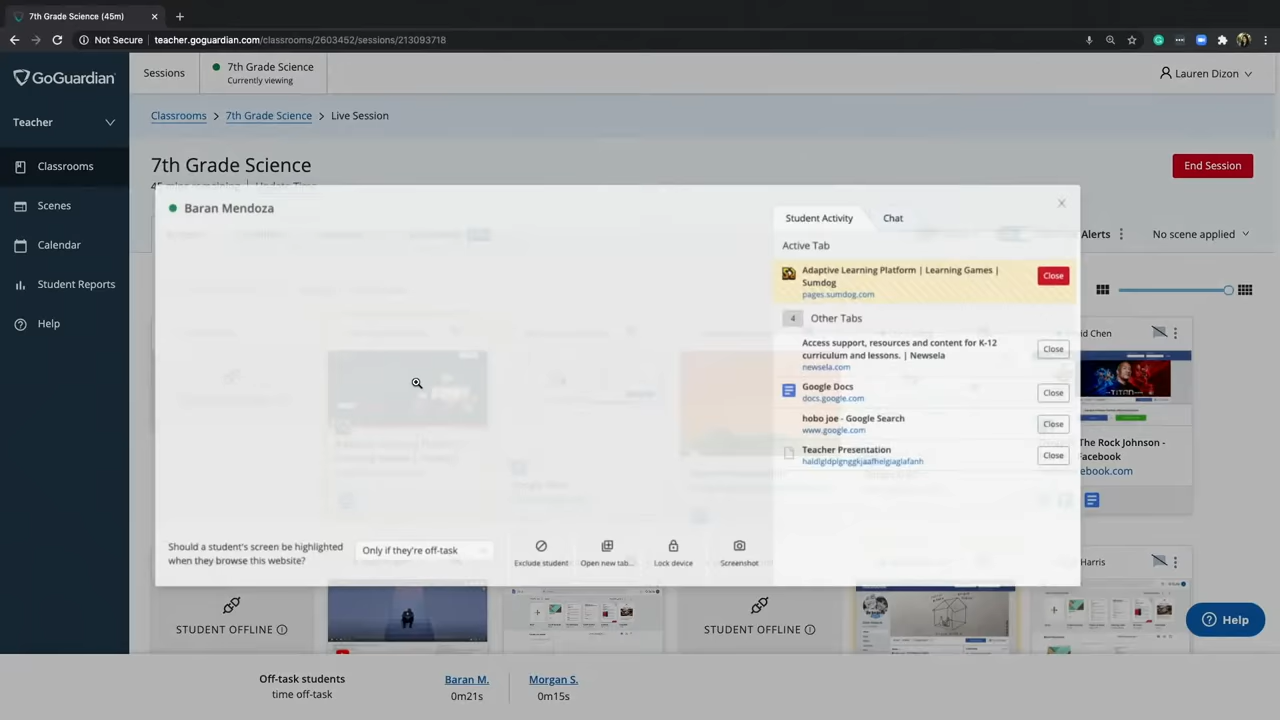 7th Grade Science (45m)
Not Secure teacher.goguardian.com/classrooms/2603452/sessions/213093718
GoGuardian
Sessions
7th Grade Science
Currently viewing
Lauren Dizon
Teacher
Classrooms > 7th Grade Science > Live Session
Classrooms
Scenes
Calendar
Student Reports
Help
7th Grade Science
End Session
Alerts
No scene applied
Baran Mendoza
Student Activity
Chat
Active Tab
Adaptive Learning Platform | Learning Games |
Sumdog
pages.sumdog.com
Close
4 Other Tabs
Access support, resources and content for K-12
curriculum and lessons. | Newsela
newsela.com
Close
Google Docs
docs.google.com
Close
hobo joe - Google Search
www.google.com
Close
Teacher Presentation
Close
Should a student's screen be highlighted
when they browse this website?
Only if they're off-task
Exclude student
Open new tab...
Lock device
Screenshot
id Chen
TITAN
The Rock Johnson -
acebook
ebook.com
Harris
STUDENT OFFLINE
STUDENT OFFLINE
Help
Off-task students
time off-task
Baran M.
0m21s
Morgan S.
0m15s